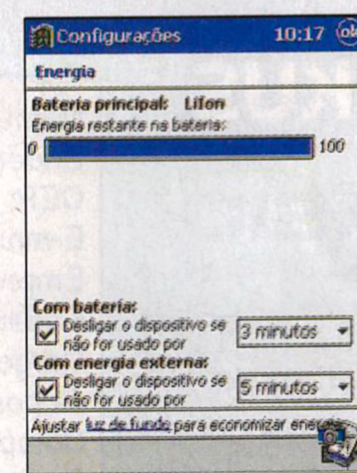 Configurações 10:17 ok
Energia
Bateria principal: LiIon
Energia restante na bateria:
0 100
Com bateria:
Desligar o dispositivo se não for usado por 3 minutos
Com energia externa:
Desligar o dispositivo se não for usado por 5 minutos
Ajustar luz de fundo para economizar energia.